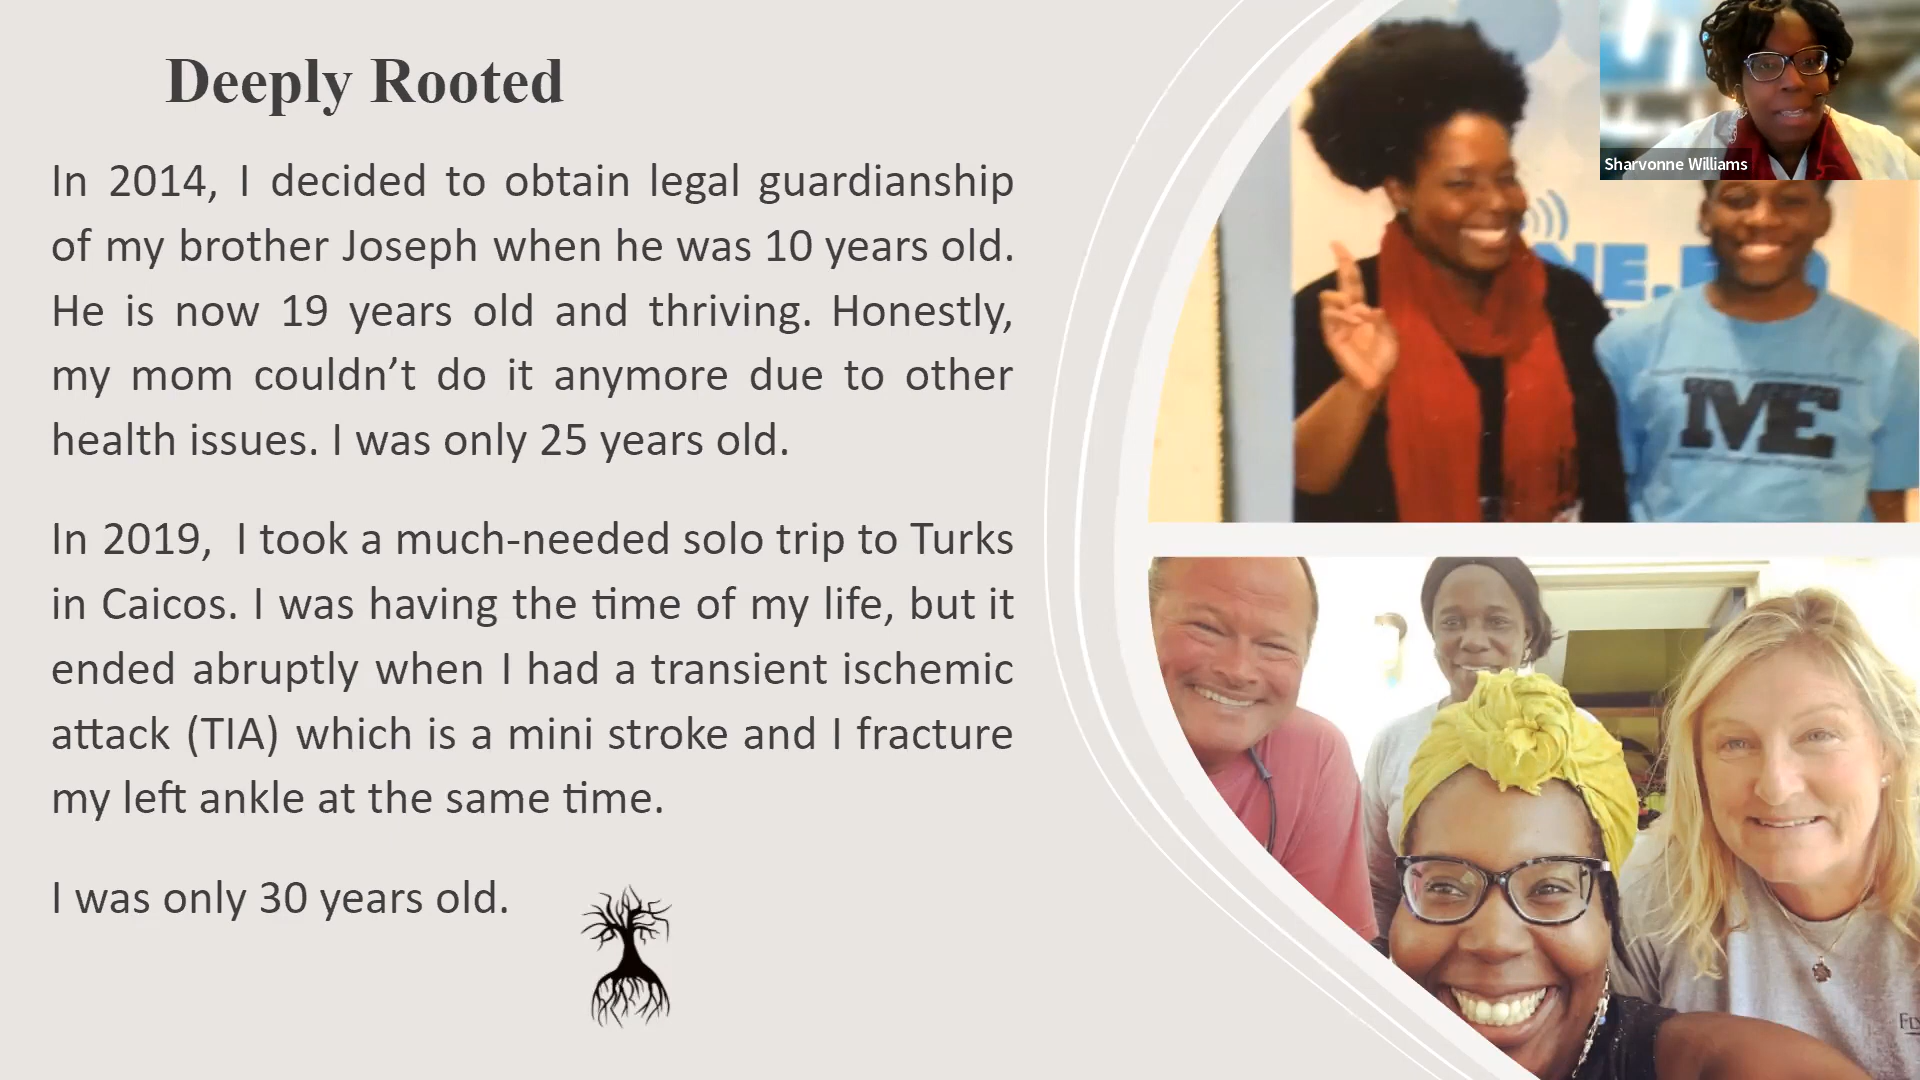 Deeply Rooted
In 2014, I decided to obtain legal guardianship
of my brother Joseph when he was 10 years old.
He is now 19 years old and thriving. Honestly,
my mom couldn’t do it anymore due to other
health issues. I was only 25 years old.
In 2019,  I took a much-needed solo trip to Turks
in Caicos. I was having the time of my life, but it
ended abruptly when I had a transient ischemic
attack (TIA) which is a mini stroke and I fracture
my left ankle at the same time.
I was only 30 years old.
Sharvonne Williams
ME